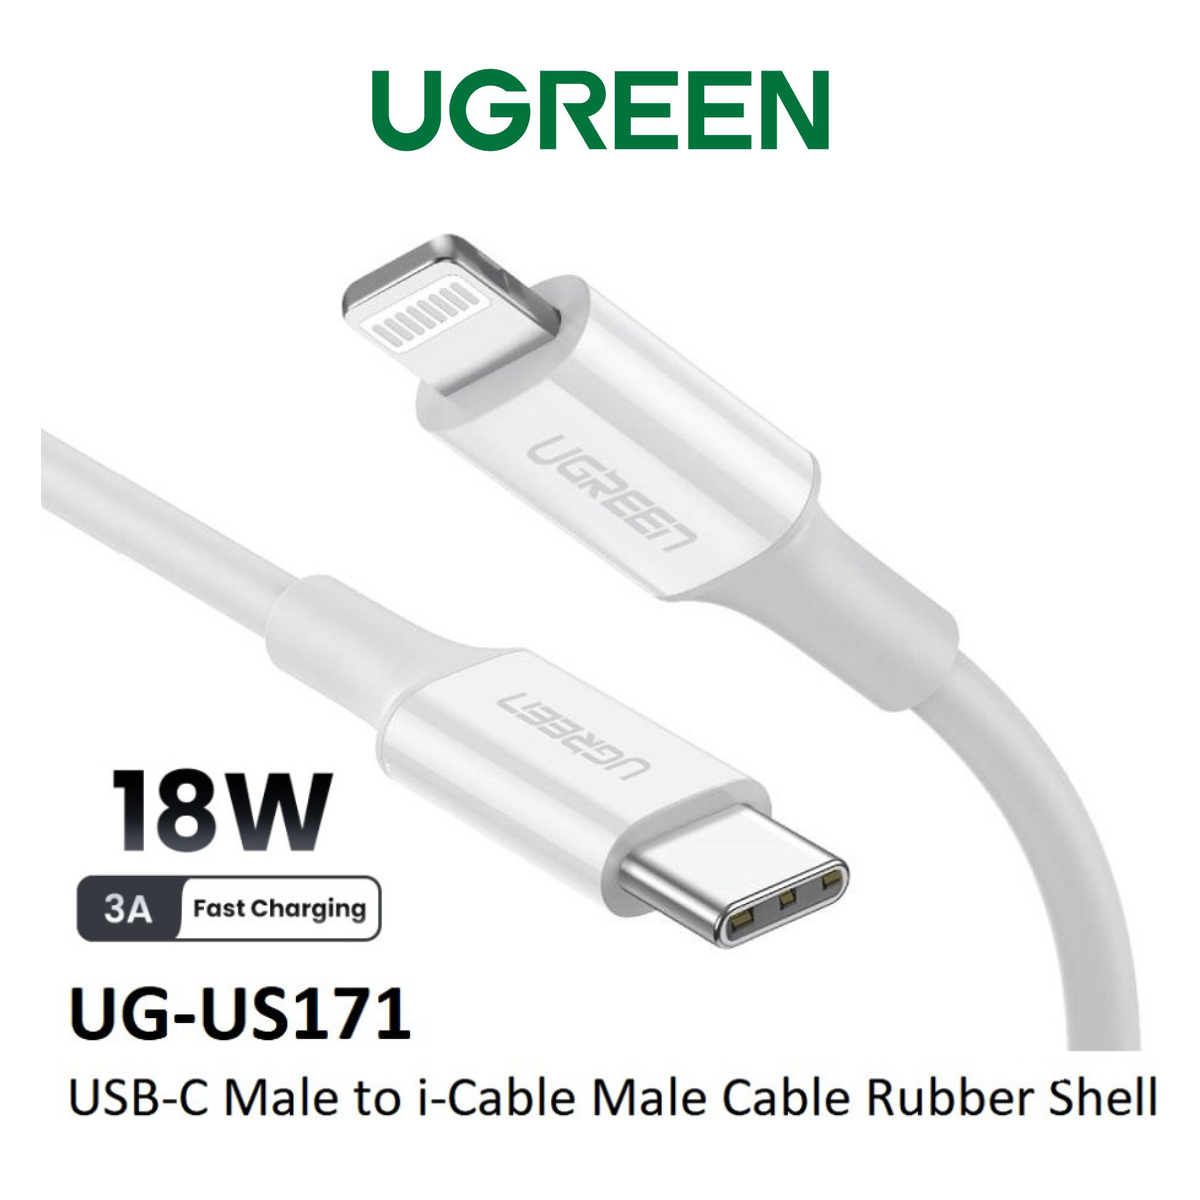 UGREEN
UGREEN
UGREEN
18W
3A Fast Charging
UG-US171
USB-C Male to i-Cable Male Cable Rubber Shell